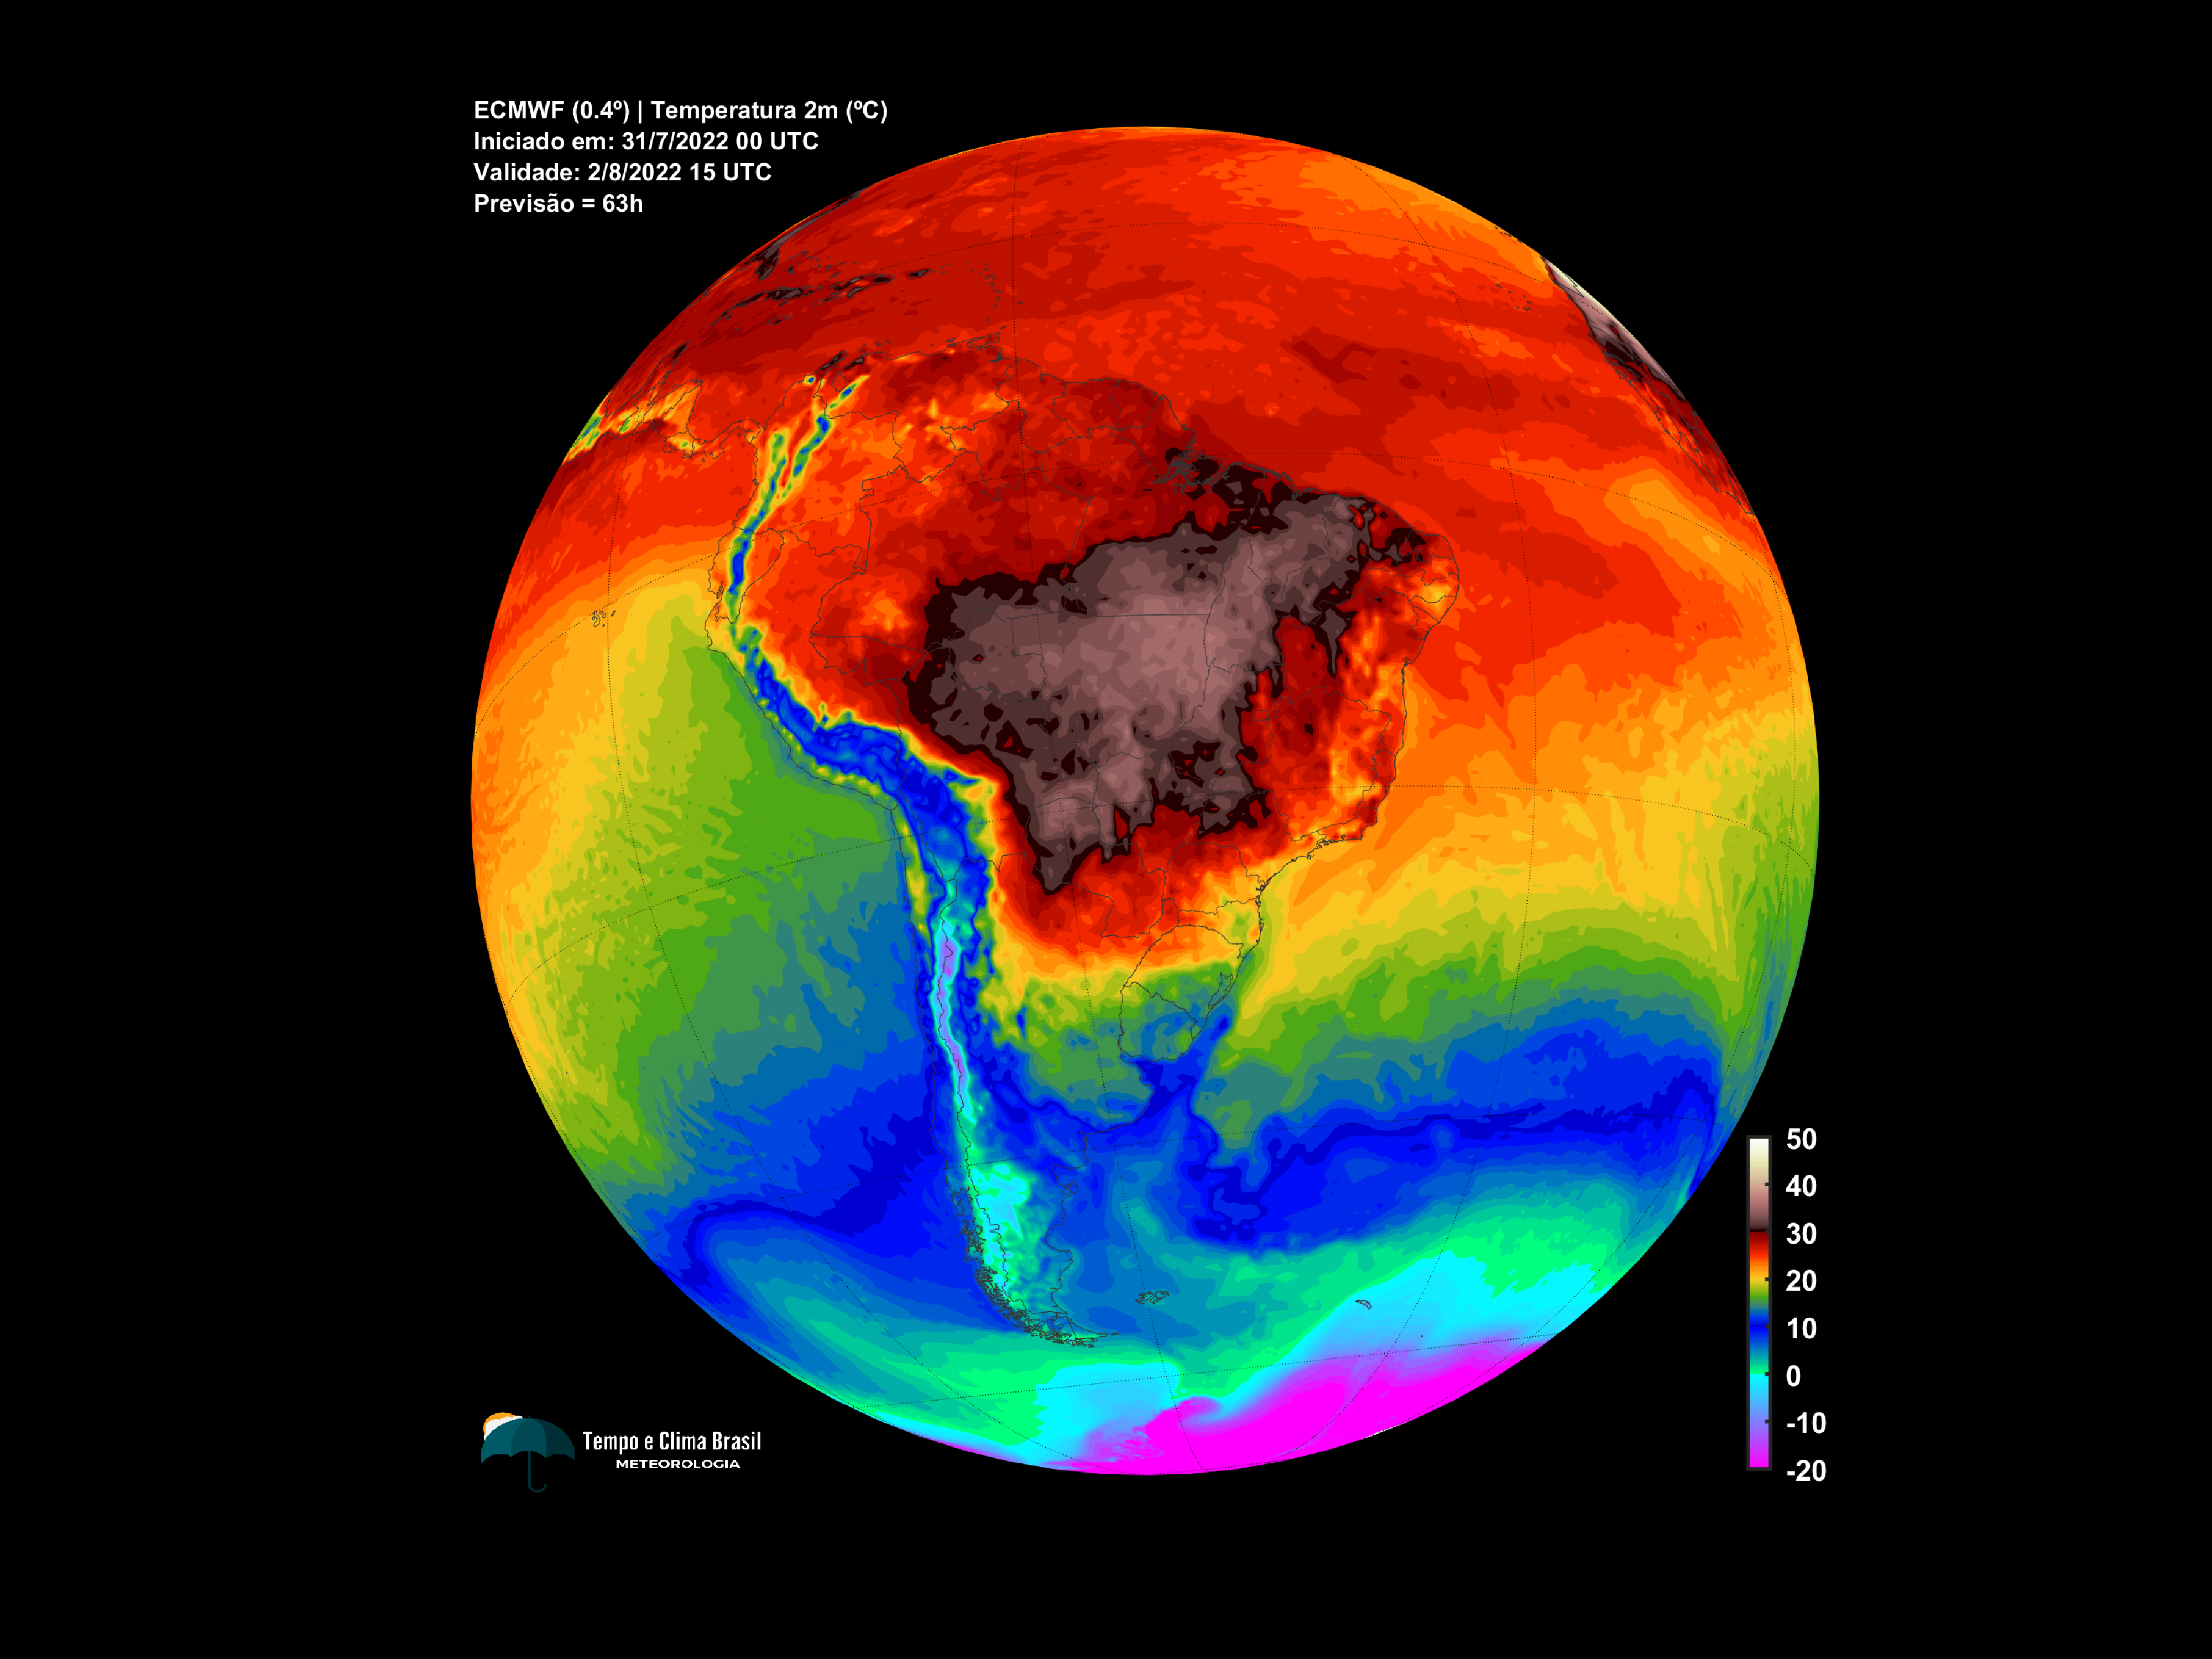 ECMWF (0.4º) | Temperatura 2m (ºC)
Iniciado em: 31/7/2022 00 UTC
Validade: 2/8/2022 15 UTC
Previsão = 63h
50
40
30
20
10
0
-10
-20
Tempo e Clima Brasil
METEOROLOGIA